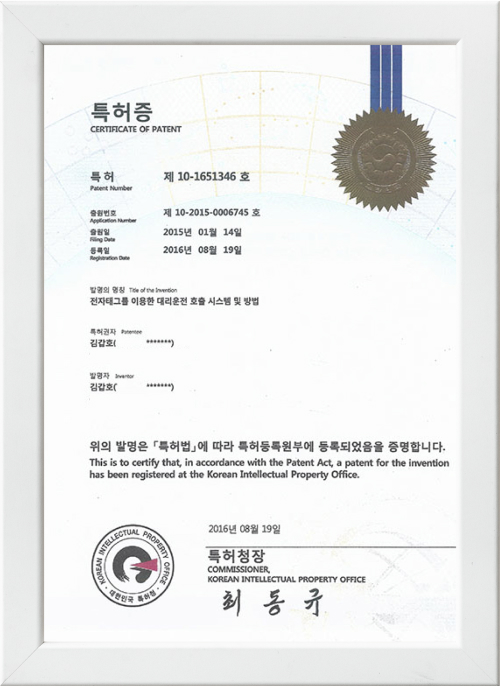 특허증
CERTIFICATE OF PATENT
특 허 제 10-1651346 호
Patent Number
출원번호 제 10-2015-0006745 호
Application Number
출원일 2015년 01월 14일
Filing Date
등록일 2016년 08월 19일
Registration Date
발명의 명칭 Title of the Invention
전자태그를 이용한 대리운전 호출 시스템 및 방법
특허권자 Patentee
김갑호( *******)
발명자 Inventor
김갑호( *******)
위의 발명은 「특허법」에 따라 특허등록원부에 등록되었음을 증명합니다.
This is to certify that, in accordance with the Patent Act, a patent for the invention
has been registered at the Korean Intellectual Property Office.
2016년 08월 19일
특허청장
COMMISSIONER,
KOREAN INTELLECTUAL PROPERTY OFFICE
최동규
KOREAN INTELLECTUAL PROPERTY OFFICE
대한민국 특허청